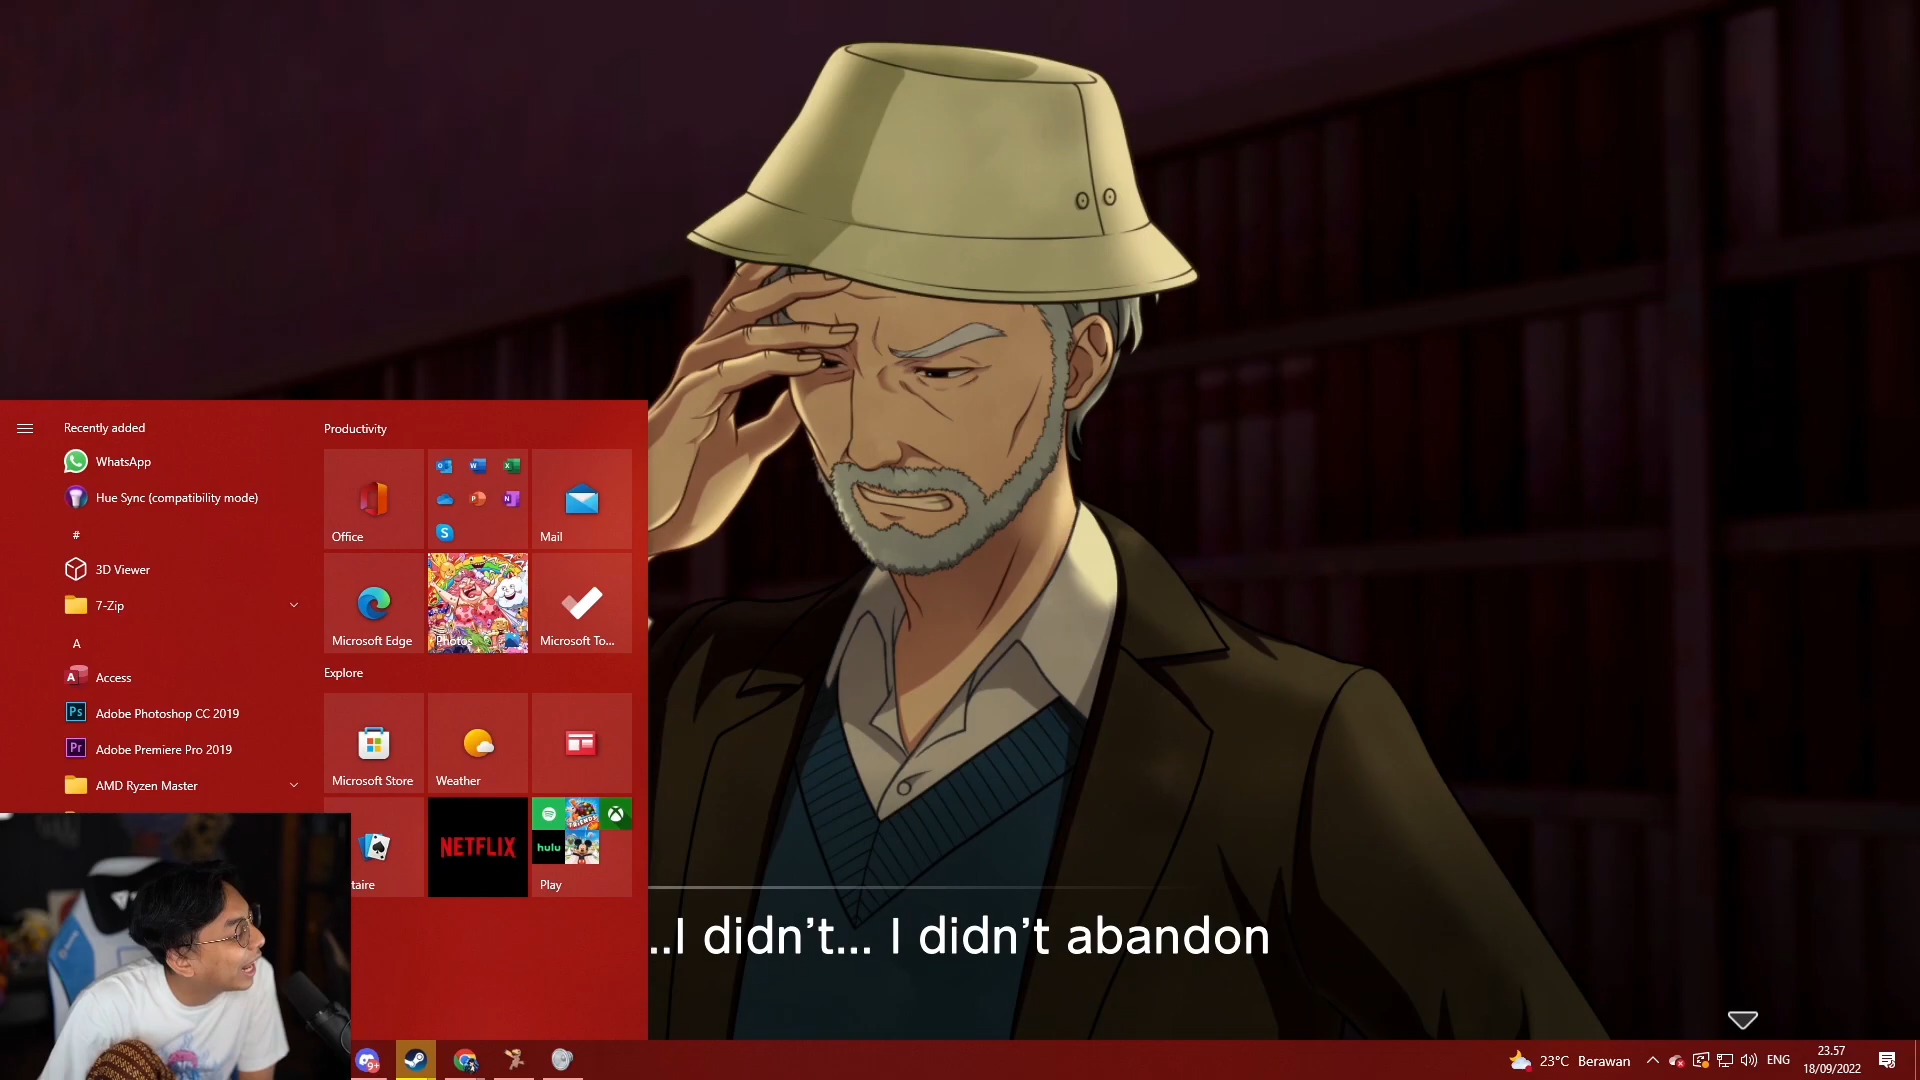 Recently added
WhatsApp
Hue Sync (compatibility mode)
#
3D Viewer
7-Zip
A
Access
Adobe Photoshop CC 2019
Adobe Premiere Pro 2019
AMD Ryzen Master
Productivity
Office
Mail
Microsoft Edge
Photos
Microsoft To...
Explore
Microsoft Store
Weather
taire
NETFLIX
hulu
Play
...I didn't... I didn't abandon
23°C Berawan
ENG
23.57
18/09/2022